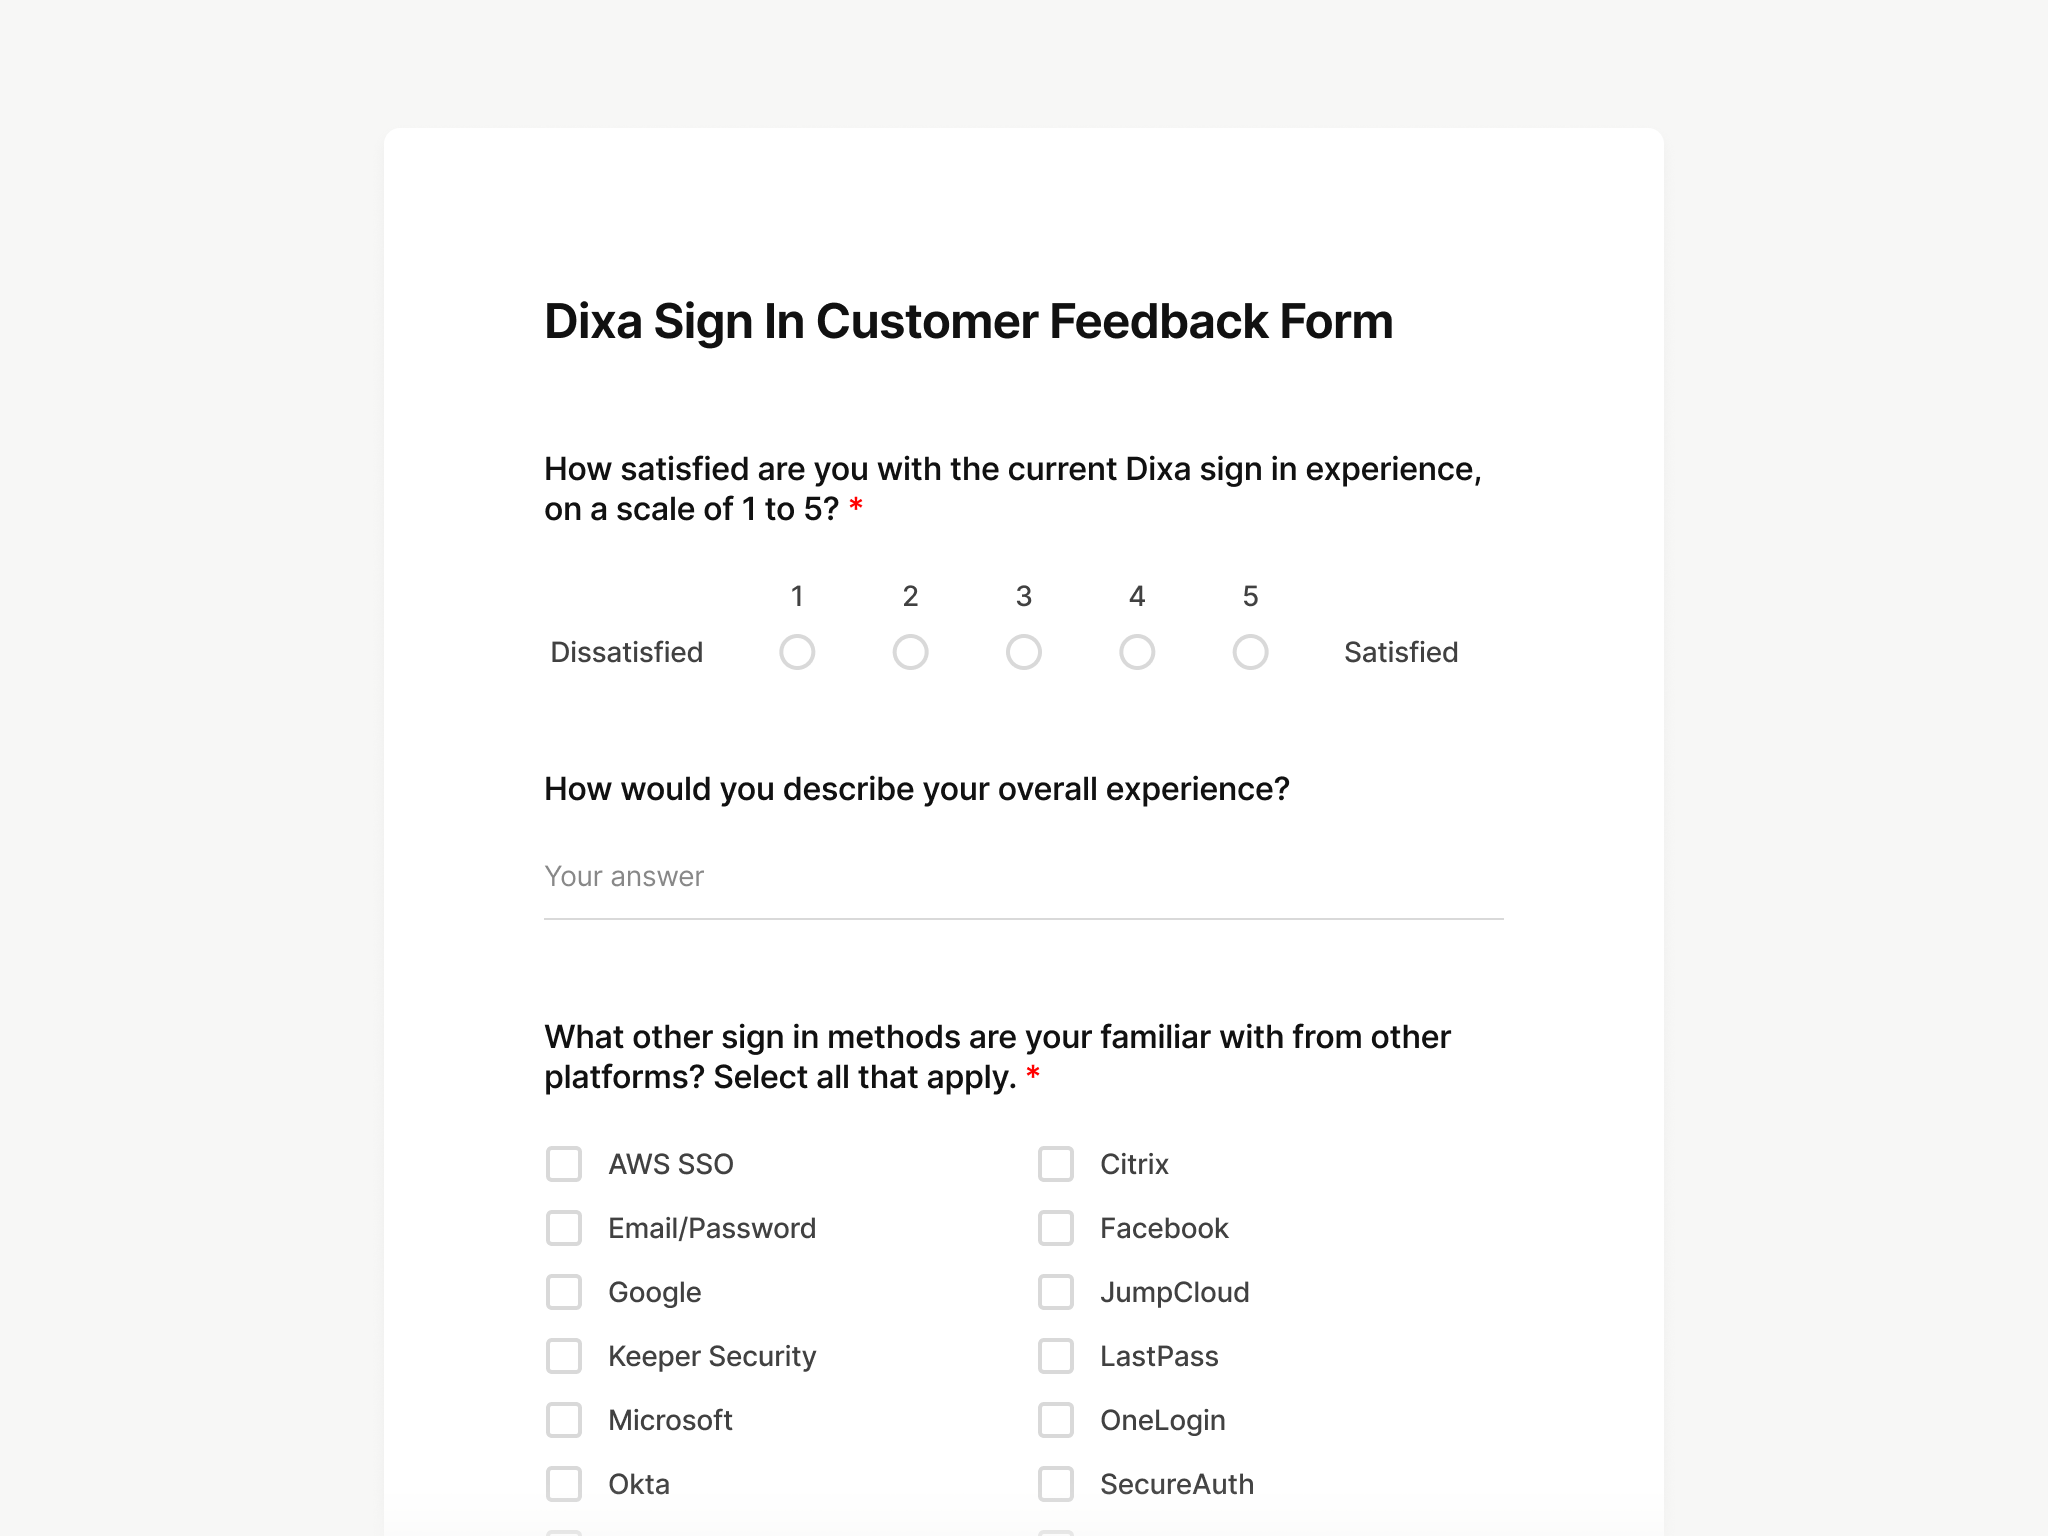 Dixa Sign In Customer Feedback Form
How satisfied are you with the current Dixa sign in experience,
on a scale of 1 to 5? *
1 2 3 4 5
Dissatisfied Satisfied
How would you describe your overall experience?
Your answer
What other sign in methods are your familiar with from other
platforms? Select all that apply. *
AWS SSO Citrix
Email/Password Facebook
Google JumpCloud
Keeper Security LastPass
Microsoft OneLogin
Okta SecureAuth